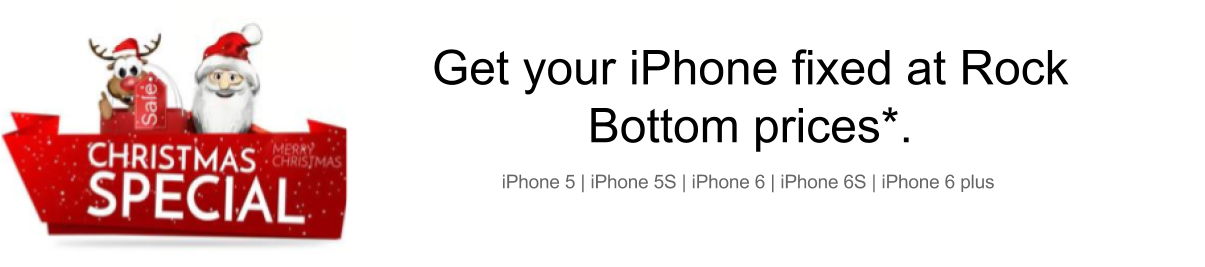 Sale
CHRISTMAS
MERRY
CHRISTMAS
SPECIAL
Get your iPhone fixed at Rock
Bottom prices*.
iPhone 5 | iPhone 5S | iPhone 6 | iPhone 6S | iPhone 6 plus